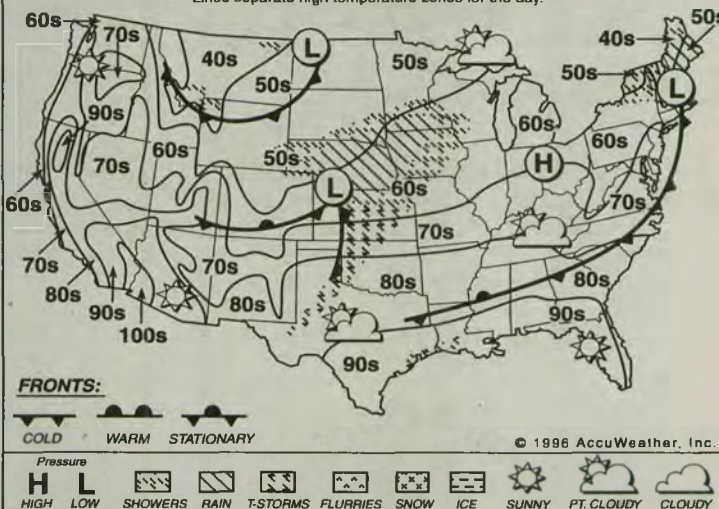 Lines separate high temperature zones for the day.
60s 70s 40s 50s 50s 40s 50s
50s
90s 60s 60s 60s
70s 50s 60s 70s
60s 70s
70s 70s 80s 80s
80s 80s 90s
90s 100s 90s
L L L H
FRONTS:
COLD WARM STATIONARY
© 1996 AccuWeather, Inc.
Pressure
H L
HIGH LOW SHOWERS RAIN T-STORMS FLURRIES SNOW ICE SUNNY PT. CLOUDY CLOUDY